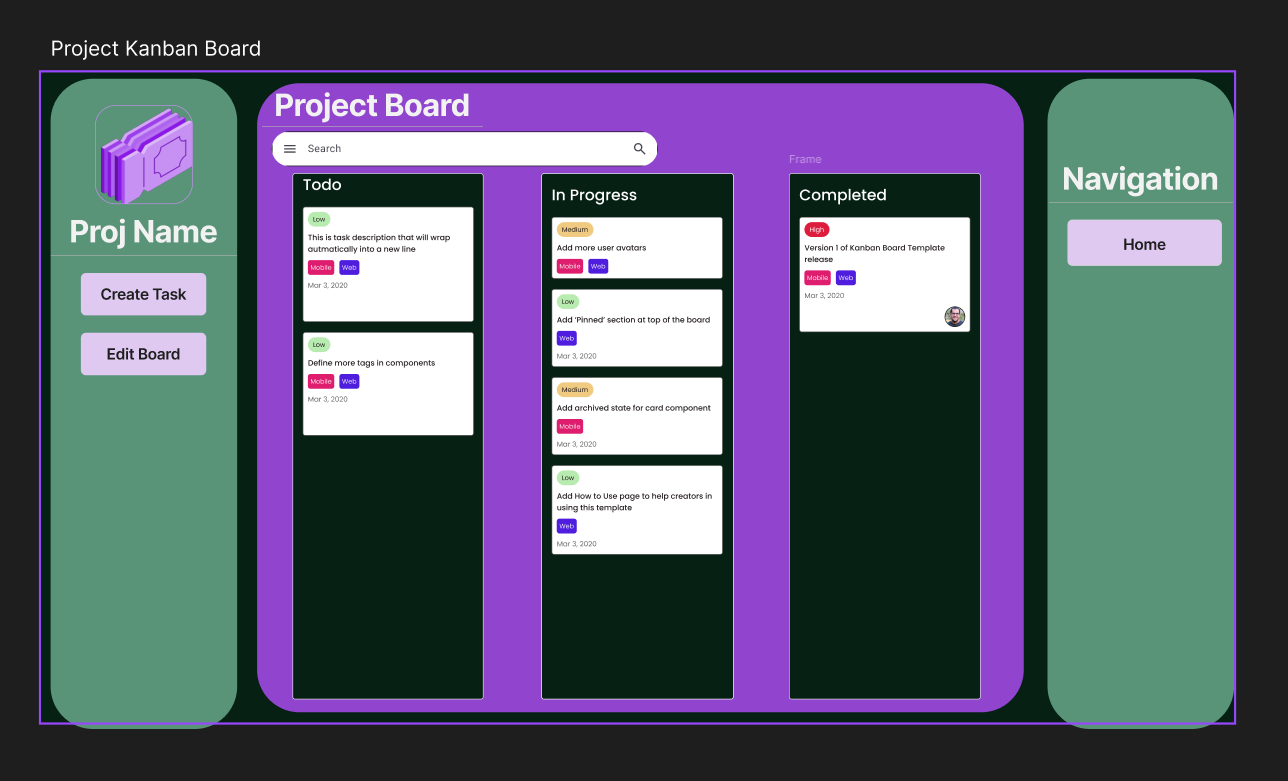 Project Kanban Board
Proj Name
Create Task
Edit Board
Project Board
Search
Frame
Todo
Low
This is task description that will wrap
autmatically into a new line
Mobile Web
Mar 3, 2020
Low
Define more tags in components
Mobile Web
Mar 3, 2020
In Progress
Medium
Add more user avatars
Mobile Web
Low
Add ‘Pinned’ section at top of the board
Web
Mar 3, 2020
Medium
Add archived state for card component
Mobile
Mar 3, 2020
Low
Add How to Use page to help creators in
using this template
Web
Mar 3, 2020
Completed
High
Version 1 of Kanban Board Template
release
Mobile Web
Mar 3, 2020
Navigation
Home